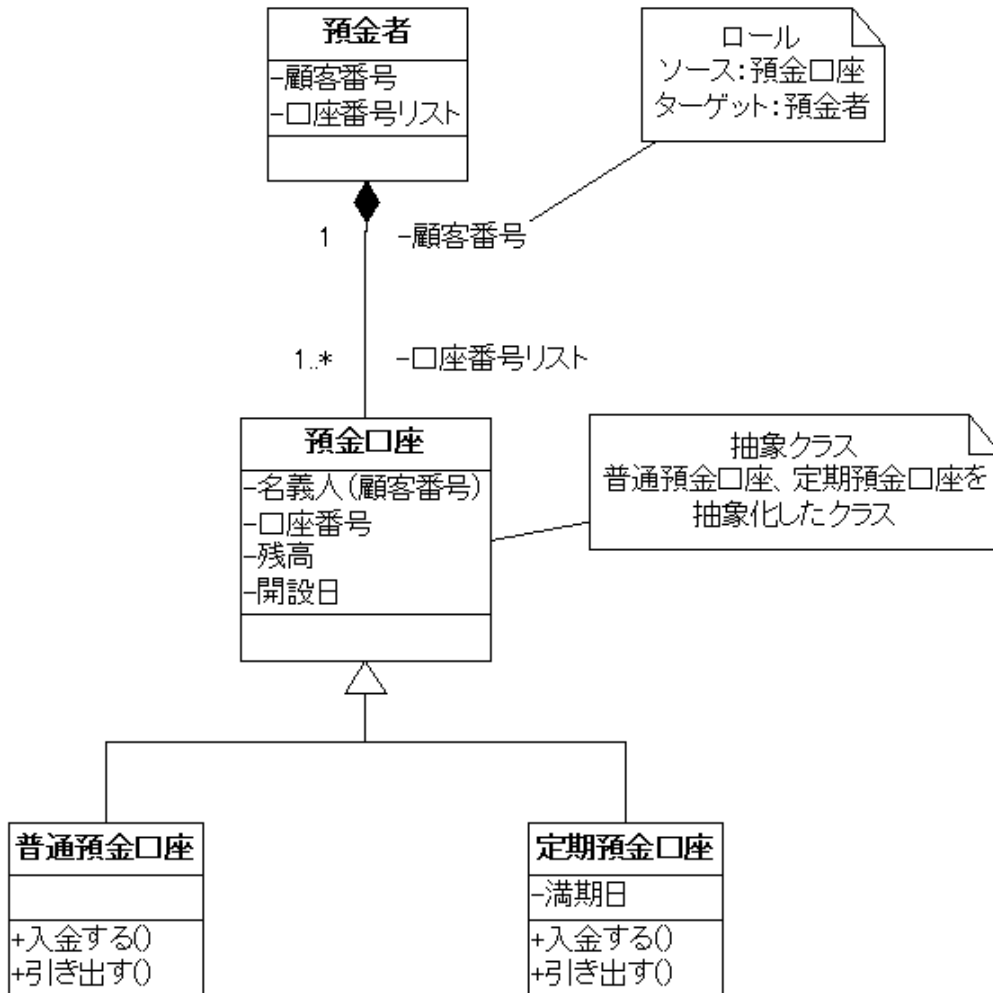 預金者
-顧客番号
-口座番号リスト
ロール
ソース:預金口座
ターゲット:預金者
1
-顧客番号
1..*
-口座番号リスト
預金口座
-名義人(顧客番号)
-口座番号
-残高
-開設日
抽象クラス
普通預金口座、定期預金口座を
抽象化したクラス
普通預金口座
+入金する()
+引き出す()
定期預金口座
-満期日
+入金する()
+引き出す()